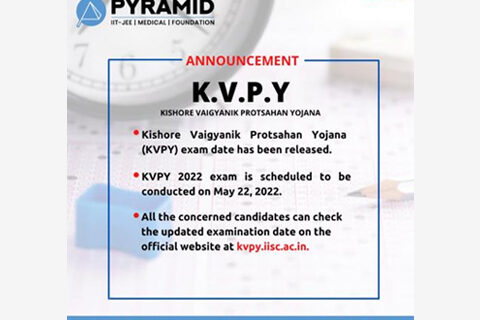 PYRAMID
IIT-JEE | MEDICAL | FOUNDATION
ANNOUNCEMENT
K.V.P.Y
KISHORE VAIGYANIK PROTSAHAN YOJANA
Kishore Vaigyanik Protsahan Yojana
(KVPY) exam date has been released.
KVPY 2022 exam is scheduled to be
conducted on May 22, 2022.
All the concerned candidates can check
the updated examination date on the
official website at kvpy.iisc.ac.in.